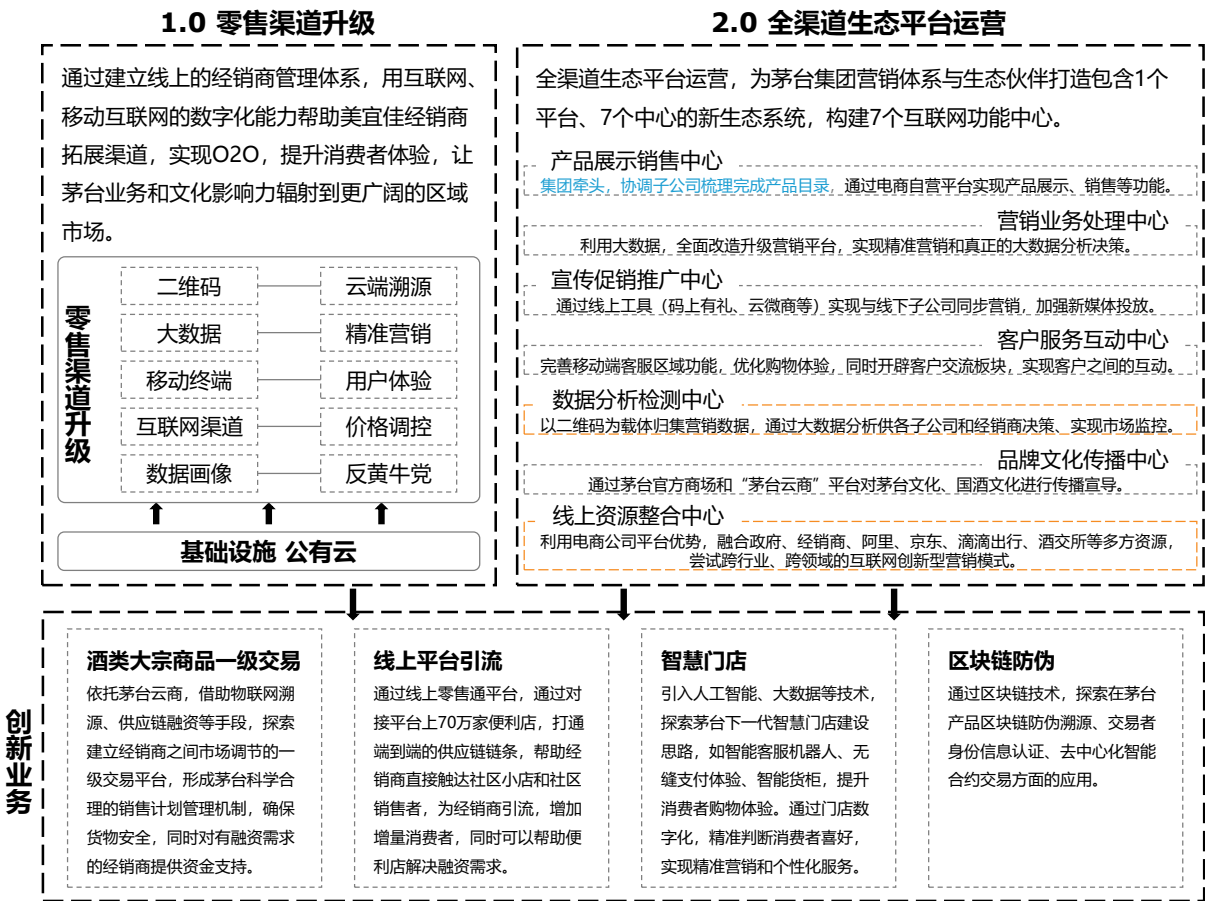 1.0 零售渠道升级
通过建立线上的经销商管理体系，用互联网、
移动互联网的数字化能力帮助美宜佳经销商
拓展渠道，实现O2O，提升消费者体验，让
茅台业务和文化影响力辐射到更广阔的区域
市场。
零售渠道升级
二维码
云端溯源
大数据
精准营销
移动终端
用户体验
互联网渠道
价格调控
数据画像
反黄牛党
基础设施 公有云
2.0 全渠道生态平台运营
全渠道生态平台运营，为茅台集团营销体系与生态伙伴打造包含1个
平台、7个中心的新生态系统，构建7个互联网功能中心。
产品展示销售中心
集团牵头，协调子公司梳理完成产品目录，通过电商自营平台实现产品展示、销售等功能。
营销业务处理中心
利用大数据，全面改造升级营销平台，实现精准营销和真正的大数据分析决策。
宣传促销推广中心
通过线上工具（码上有礼、云微商等）实现与线下子公司同步营销，加强新媒体投放。
客户服务互动中心
完善移动端客服区域功能，优化购物体验，同时开辟客户交流板块，实现客户之间的互动。
数据分析检测中心
以二维码为载体归集营销数据，通过大数据分析供各子公司和经销商决策、实现市场监控。
品牌文化传播中心
通过茅台官方商场和“茅台云商”平台对茅台文化、国酒文化进行传播宣导。
线上资源整合中心
利用电商公司平台优势，融合政府、经销商、阿里、京东、滴滴出行、酒交所等多方资源，
尝试跨行业、跨领域的互联网创新型营销模式。
创新业务
酒类大宗商品一级交易
依托茅台云商，借助物联网溯
源、供应链融资等手段，探索
建立经销商之间市场调节的一
级交易平台，形成茅台科学合
理的销售计划管理机制，确保
货物安全，同时对有融资需求
的经销商提供资金支持。
线上平台引流
通过线上零售通平台，通过对
接平台上70万家便利店，打通
端到端的供应链链条，帮助经
销商直接触达社区小店和社区
销售者，为经销商引流，增加
增量消费者，同时可以帮助便
利店解决融资需求。
智慧门店
引入人工智能、大数据等技术，
探索茅台下一代智慧门店建设
思路，如智能客服机器人、无
缝支付体验、智能货柜，提升
消费者购物体验。通过门店数
字化，精准判断消费者喜好，
实现精准营销和个性化服务。
区块链防伪
通过区块链技术，探索在茅台
产品区块链防伪溯源、交易者
身份信息认证、去中心化智能
合约交易方面的应用。